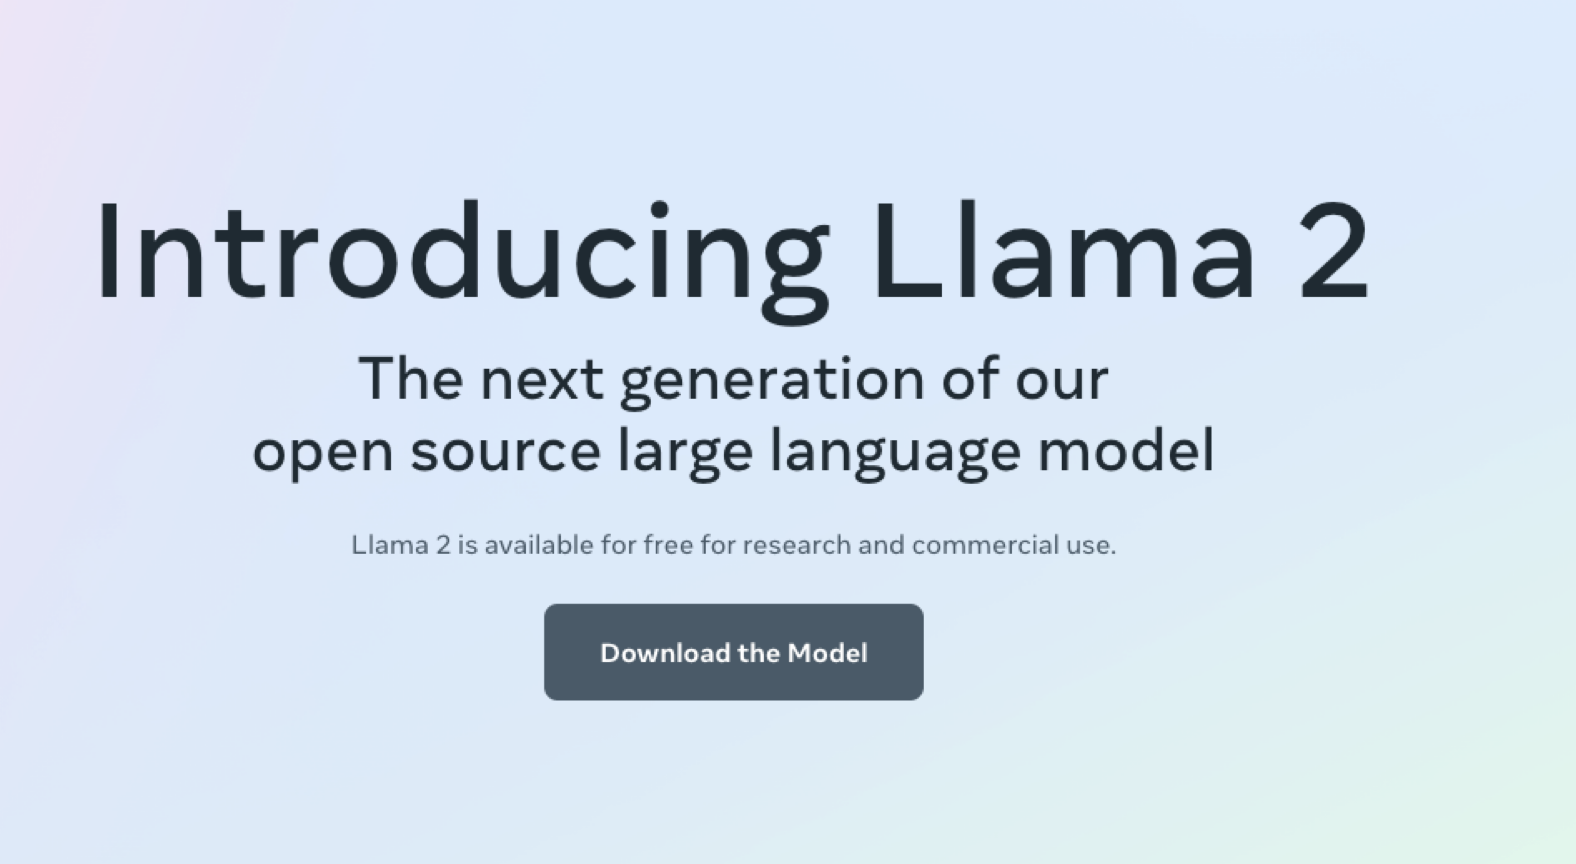 Introducing Llama 2
The next generation of our
open source large language model
Llama 2 is available for free for research and commercial use.
Download the Model